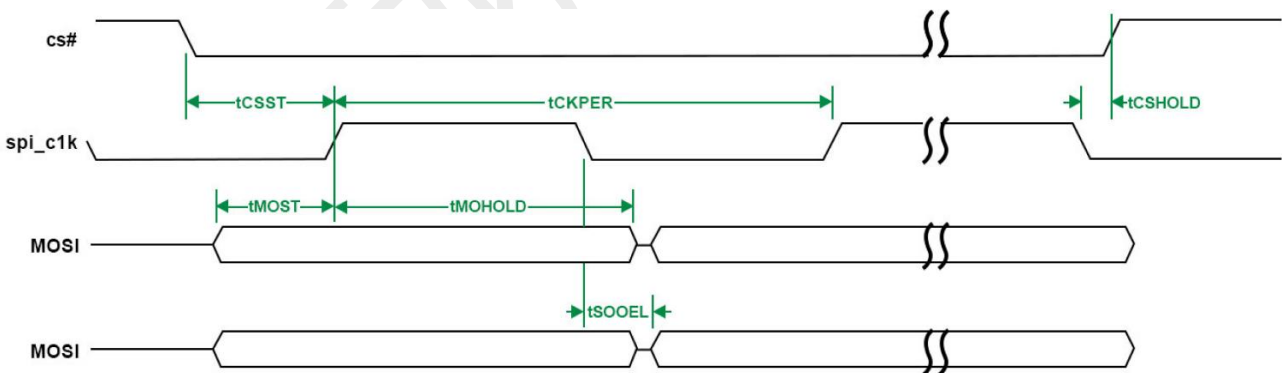 cs#
tCSST
tCKPER
tCSHOLD
spi_c1k
tMOST
tMOHOLD
MOSI
tSOOEL
MOSI